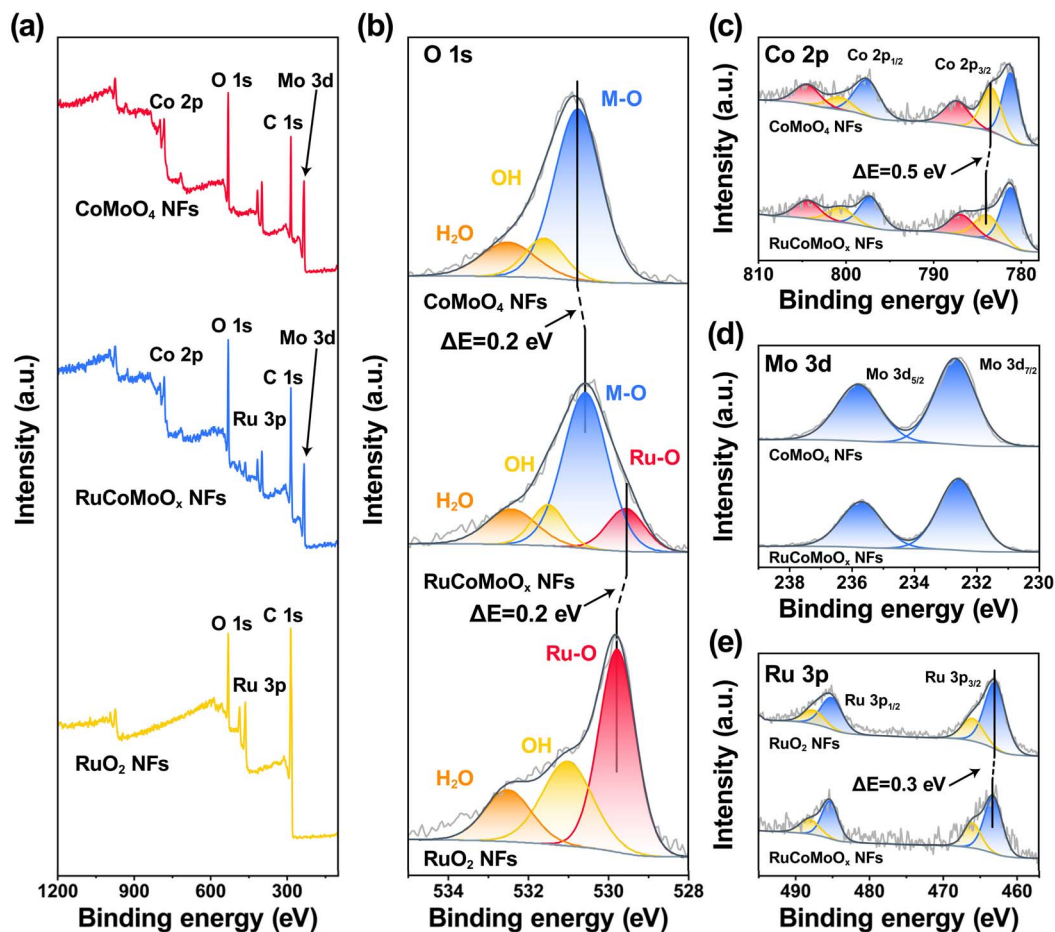 (a)
Intensity (a.u.)
Co 2p
O 1s
Mo 3d
C 1s
CoMoO₄ NFs
O 1s
Mo 3d
Co 2p
C 1s
Ru 3p
RuCoMoOₓ NFs
O 1s
C 1s
Ru 3p
RuO₂ NFs
1200 900 600 300
Binding energy (eV)
(b)
Intensity (a.u.)
O 1s
M-O
OH
H₂O
CoMoO₄ NFs
ΔE=0.2 eV
M-O
OH
Ru-O
H₂O
RuCoMoOₓ NFs
ΔE=0.2 eV
Ru-O
OH
H₂O
RuO₂ NFs
534 532 530 528
Binding energy (eV)
(c)
Intensity (a.u.)
Co 2p
Co 2p₁/₂
Co 2p₃/₂
CoMoO₄ NFs
ΔE=0.5 eV
RuCoMoOₓ NFs
810 800 790 780
Binding energy (eV)
(d)
Intensity (a.u.)
Mo 3d
Mo 3d₅/₂
Mo 3d₇/₂
CoMoO₄ NFs
RuCoMoOₓ NFs
238 236 234 232 230
Binding energy (eV)
(e)
Intensity (a.u.)
Ru 3p
Ru 3p₁/₂
Ru 3p₃/₂
RuO₂ NFs
ΔE=0.3 eV
RuCoMoOₓ NFs
490 480 470 460
Binding energy (eV)